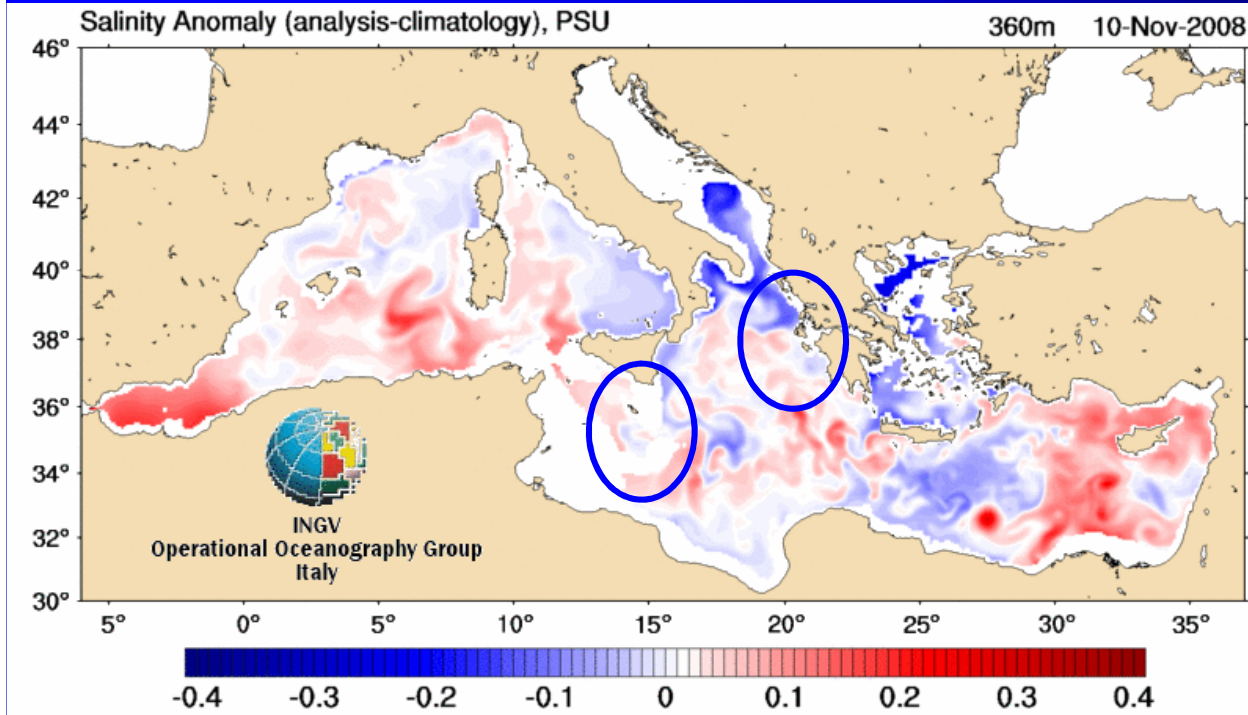 Salinity Anomaly (analysis-climatology), PSU 360m 10-Nov-2008
46°
44°
42°
40°
38°
36°
34°
32°
30°
INGV
Operational Oceanography Group
Italy
5° 0° 5° 10° 15° 20° 25° 30° 35°
-0.4 -0.3 -0.2 -0.1 0 0.1 0.2 0.3 0.4